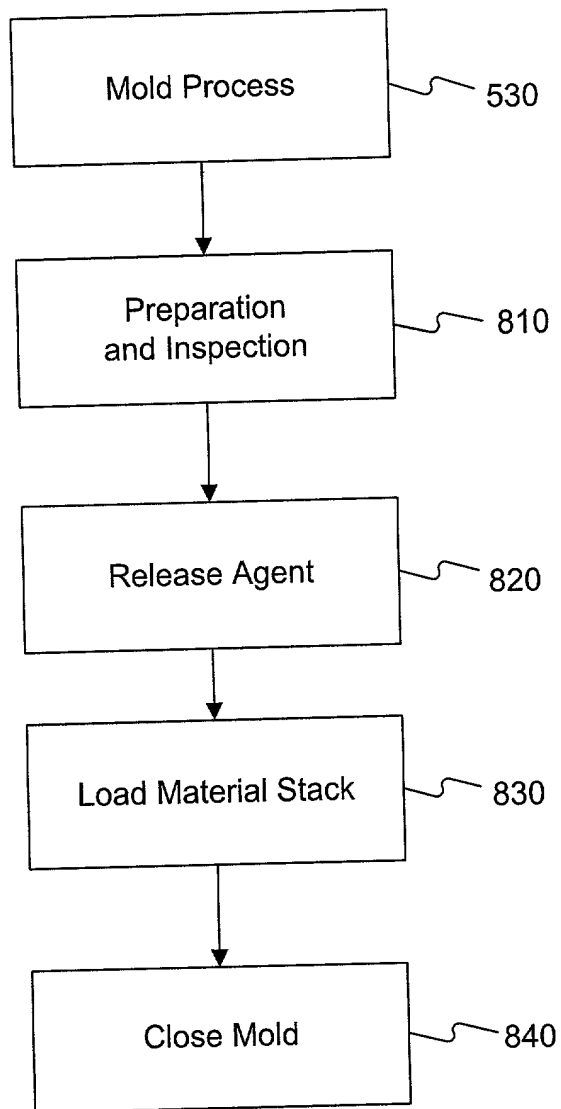 Mold Process
530
Preparation
and Inspection
810
Release Agent
820
Load Material Stack
830
Close Mold
840